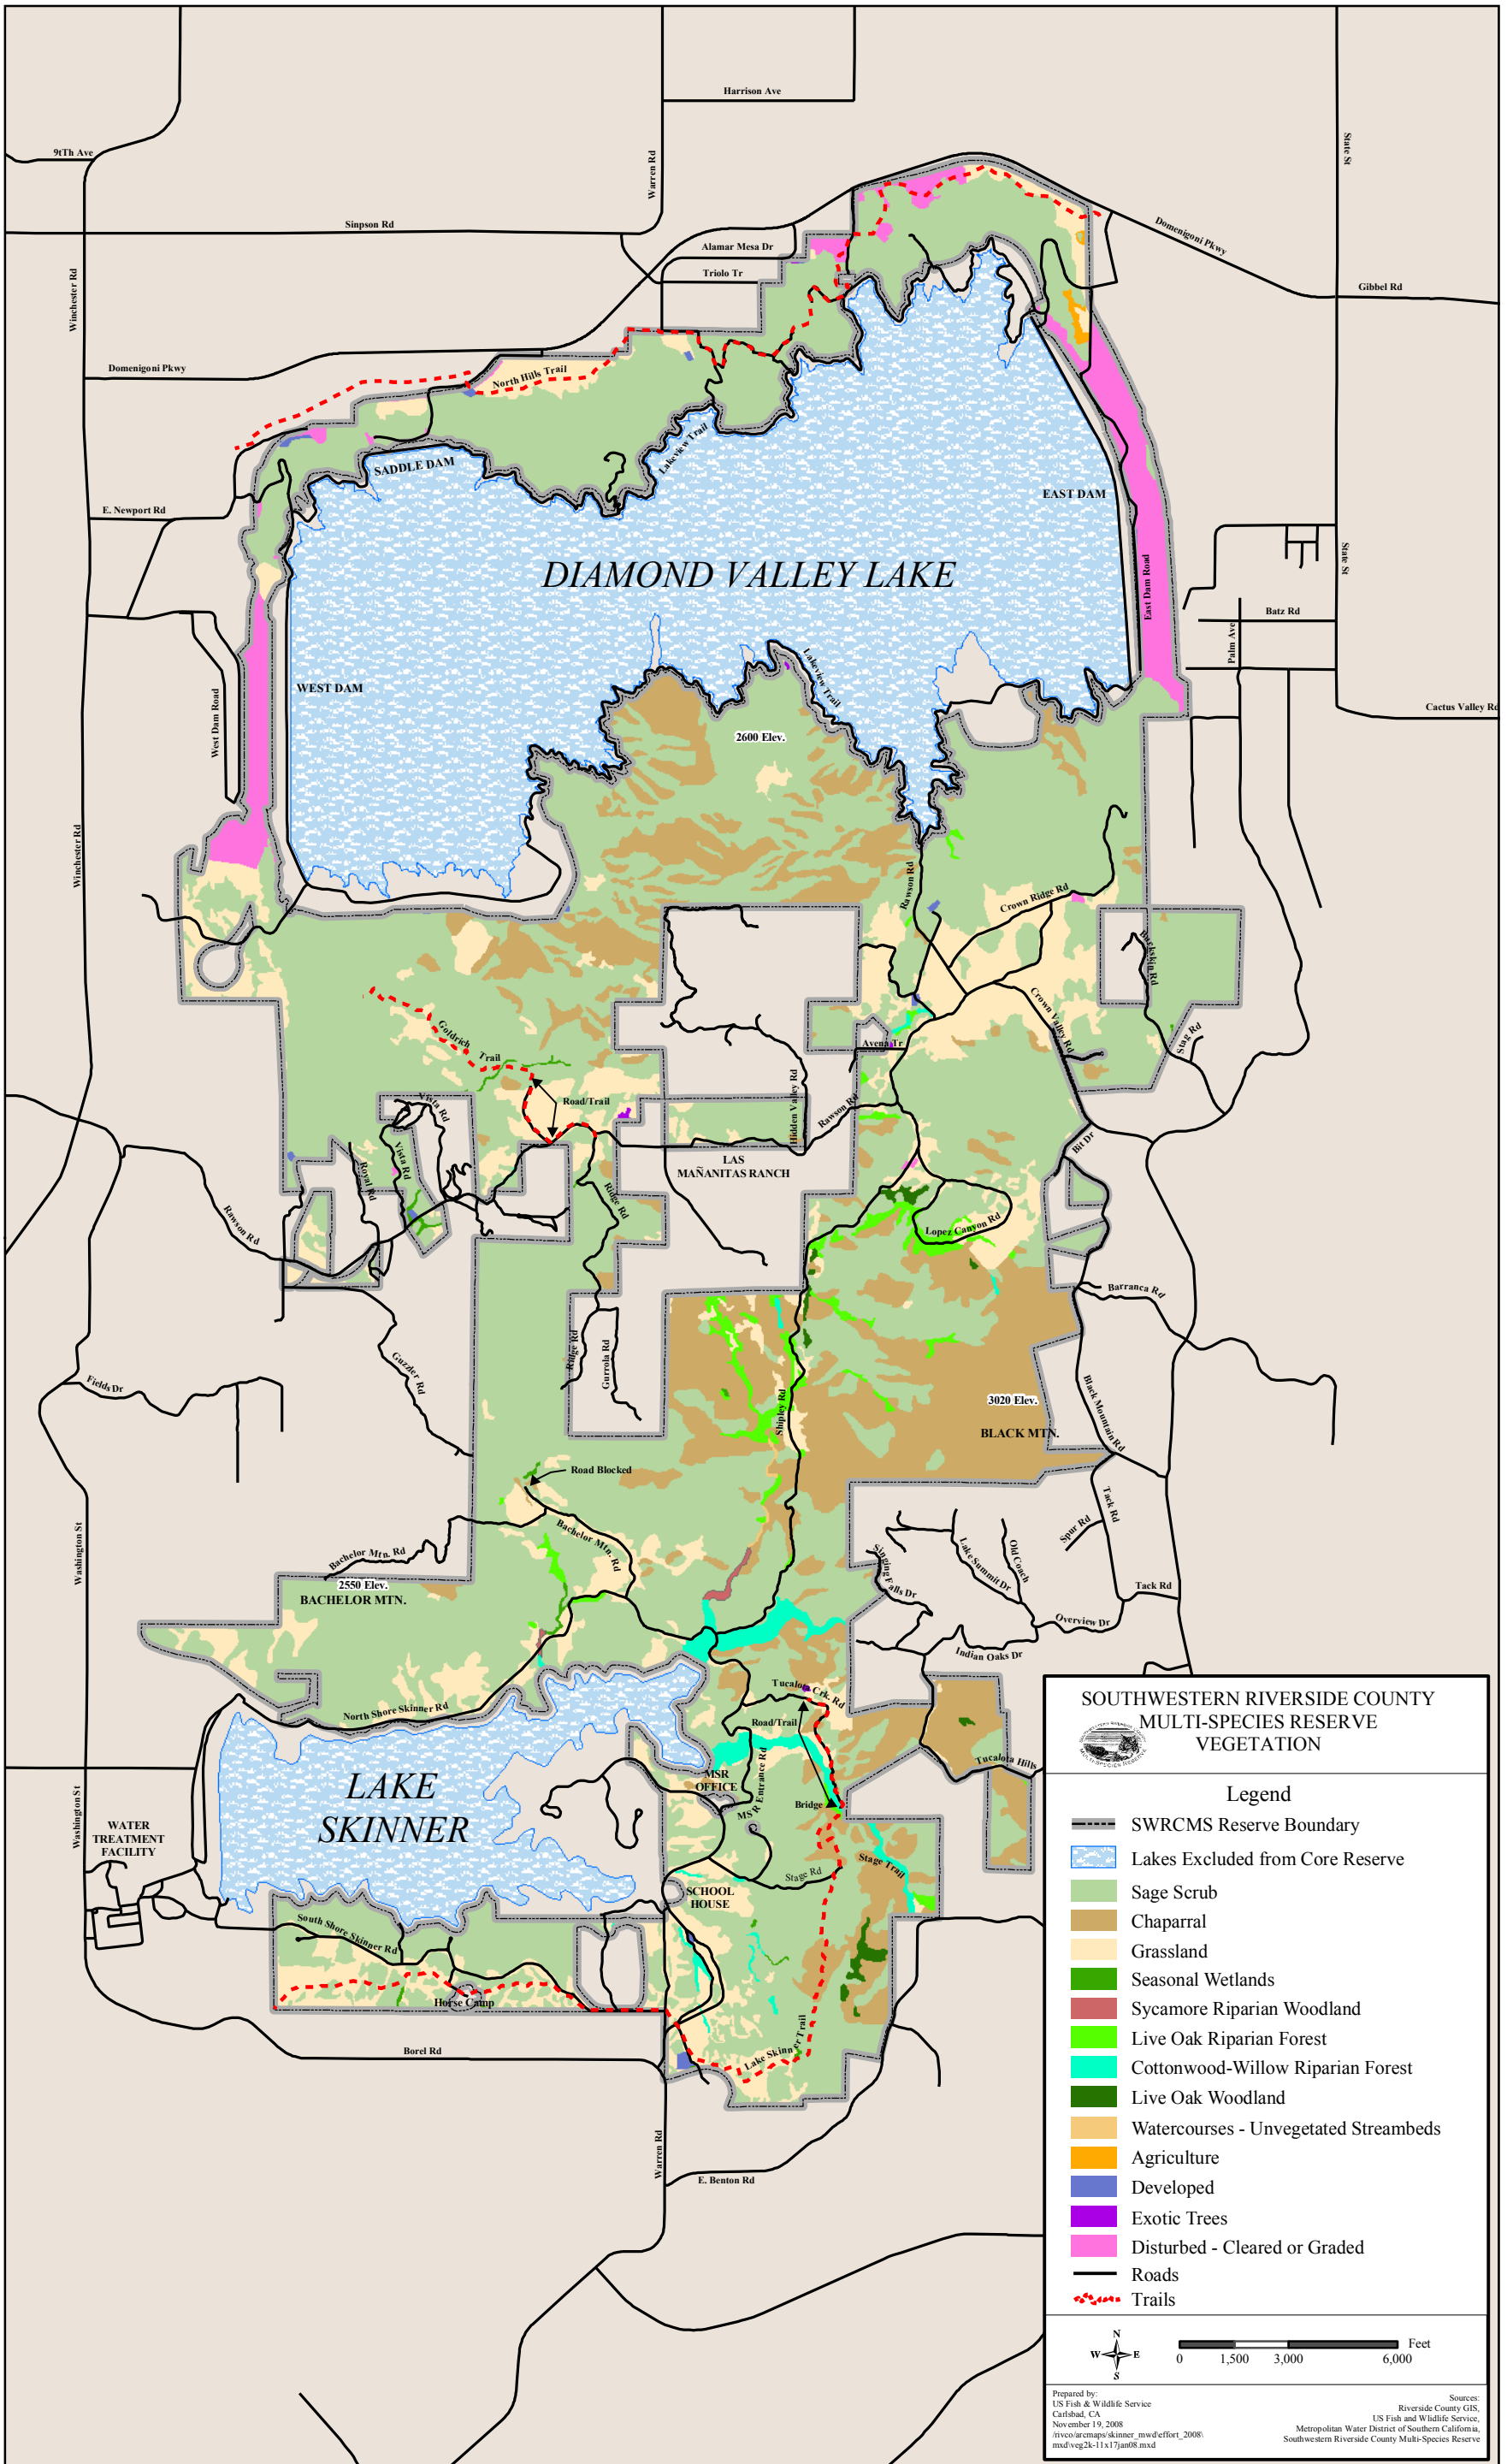 Harrison Ave
9tTh Ave
Warren Rd
State St
Sinpson Rd
Domenigoni Pkwy
Alamar Mesa Dr
Triolo Tr
Winchester Rd
Gibbel Rd
Domenigoni Pkwy
North Hills Trail
Lakeview Trail
SADDLE DAM
EAST DAM
E. Newport Rd
DIAMOND VALLEY LAKE
State St
East Dam Road
Batz Rd
Palm Ave
Lakeview Trail
WEST DAM
West Dam Road
Cactus Valley Rd
2600 Elev.
Winchester Rd
Rawson Rd
Crown Ridge Rd
Buckskin Rd
Goldrich Trail
Crown Valley Rd
Stag Rd
Avena Tr
Road/Trail
Hidden Valley Rd
Rawson Rd
Vista Rd
Vista Rd
Royal Rd
Bit Dr
LAS
MAÑANITAS RANCH
Ridge Rd
Rawson Rd
Lopez Canyon Rd
Barranca Rd
Ridge Rd
Gurrola Rd
Guzzler Rd
Fields Dr
Shipley Rd
3020 Elev.
BLACK MTN.
Black Mountain Rd
Road Blocked
Tack Rd
Spur Rd
Bachelor Mtn. Rd
Bachelor Mtn. Rd
Washington St
Singing Falls Dr
Lake Summit Dr
Old Coach
2550 Elev.
BACHELOR MTN.
Tack Rd
Overview Dr
Indian Oaks Dr
Tucalota Crk. Rd
North Shore Skinner Rd
Road/Trail
Tucalota Hills
MSR
OFFICE
MSR Entrance Rd
Bridge
LAKE
SKINNER
Washington St
WATER
TREATMENT
FACILITY
Stage Trail
Stage Rd
SCHOOL
HOUSE
South Shore Skinner Rd
Horse Camp
Lake Skinner Trail
Borel Rd
Warren Rd
E. Benton Rd
SOUTHWESTERN RIVERSIDE COUNTY
MULTI-SPECIES RESERVE
VEGETATION
Legend
SWRCMS Reserve Boundary
Lakes Excluded from Core Reserve
Sage Scrub
Chaparral
Grassland
Seasonal Wetlands
Sycamore Riparian Woodland
Live Oak Riparian Forest
Cottonwood-Willow Riparian Forest
Live Oak Woodland
Watercourses - Unvegetated Streambeds
Agriculture
Developed
Exotic Trees
Disturbed - Cleared or Graded
Roads
Trails
N
W E
S
Feet
0 1,500 3,000 6,000
Prepared by:
US Fish & Wildlife Service
Carlsbad, CA
November 19, 2008
/rivco/arcmaps/skinner_mwd\effort_2008\
mxd\veg2k-11x17jan08.mxd
Sources:
Riverside County GIS,
US Fish and Wlidlife Service,
Metropolitan Water District of Southern California,
Southwestern Riverside County Multi-Species Reserve